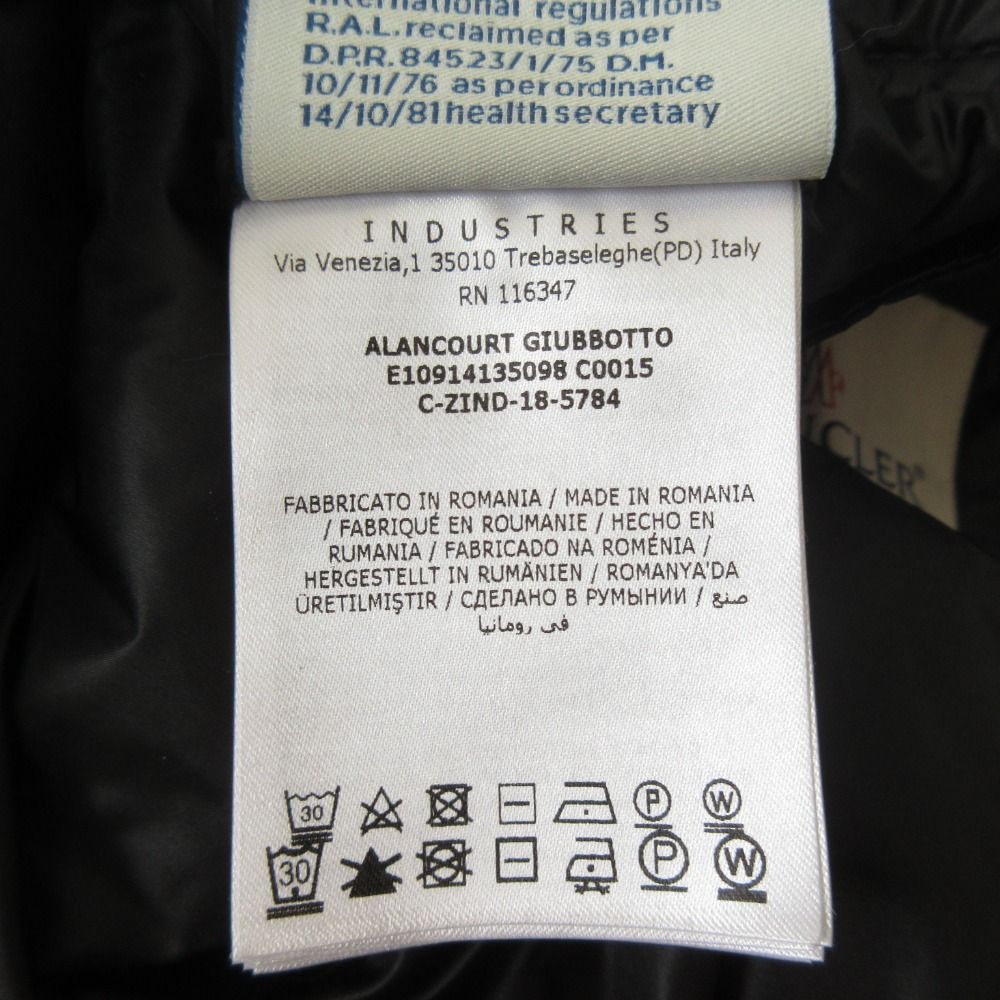 international regulations
R.A.L. reclaimed as per
D.P.R. 84523/1/75 D.M.
10/11/76 as per ordinance
14/10/81 health secretary
INDUSTRIES
Via Venezia,1 35010 Trebaseleghe(PD) Italy
RN 116347
ALANCOURT GIUBBOTTO
E10914135098 C0015
C-ZIND-18-5784
FABBRICATO IN ROMANIA / MADE IN ROMANIA
/ FABRIQUÉ EN ROUMANIE / HECHO EN
RUMANIA / FABRICADO NA ROMÉNIA /
HERGESTELLT IN RUMÄNIEN / ROMANYA'DA
ÜRETILMIŞTIR / СДЕЛАНО В РУМЫНИИ / صنع
في رومانيا
30 P W
30 P W
CLER®